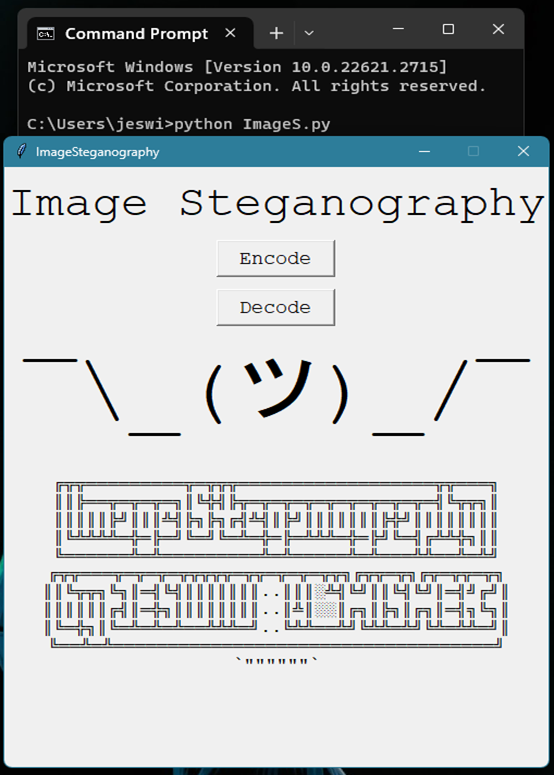 Command Prompt
Microsoft Windows [Version 10.0.22621.2715]
(c) Microsoft Corporation. All rights reserved.
C:\Users\jeswi>python ImageS.py
ImageSteganography
Image Steganography
Encode
Decode
¯\_(ツ)_/¯
`""""""`